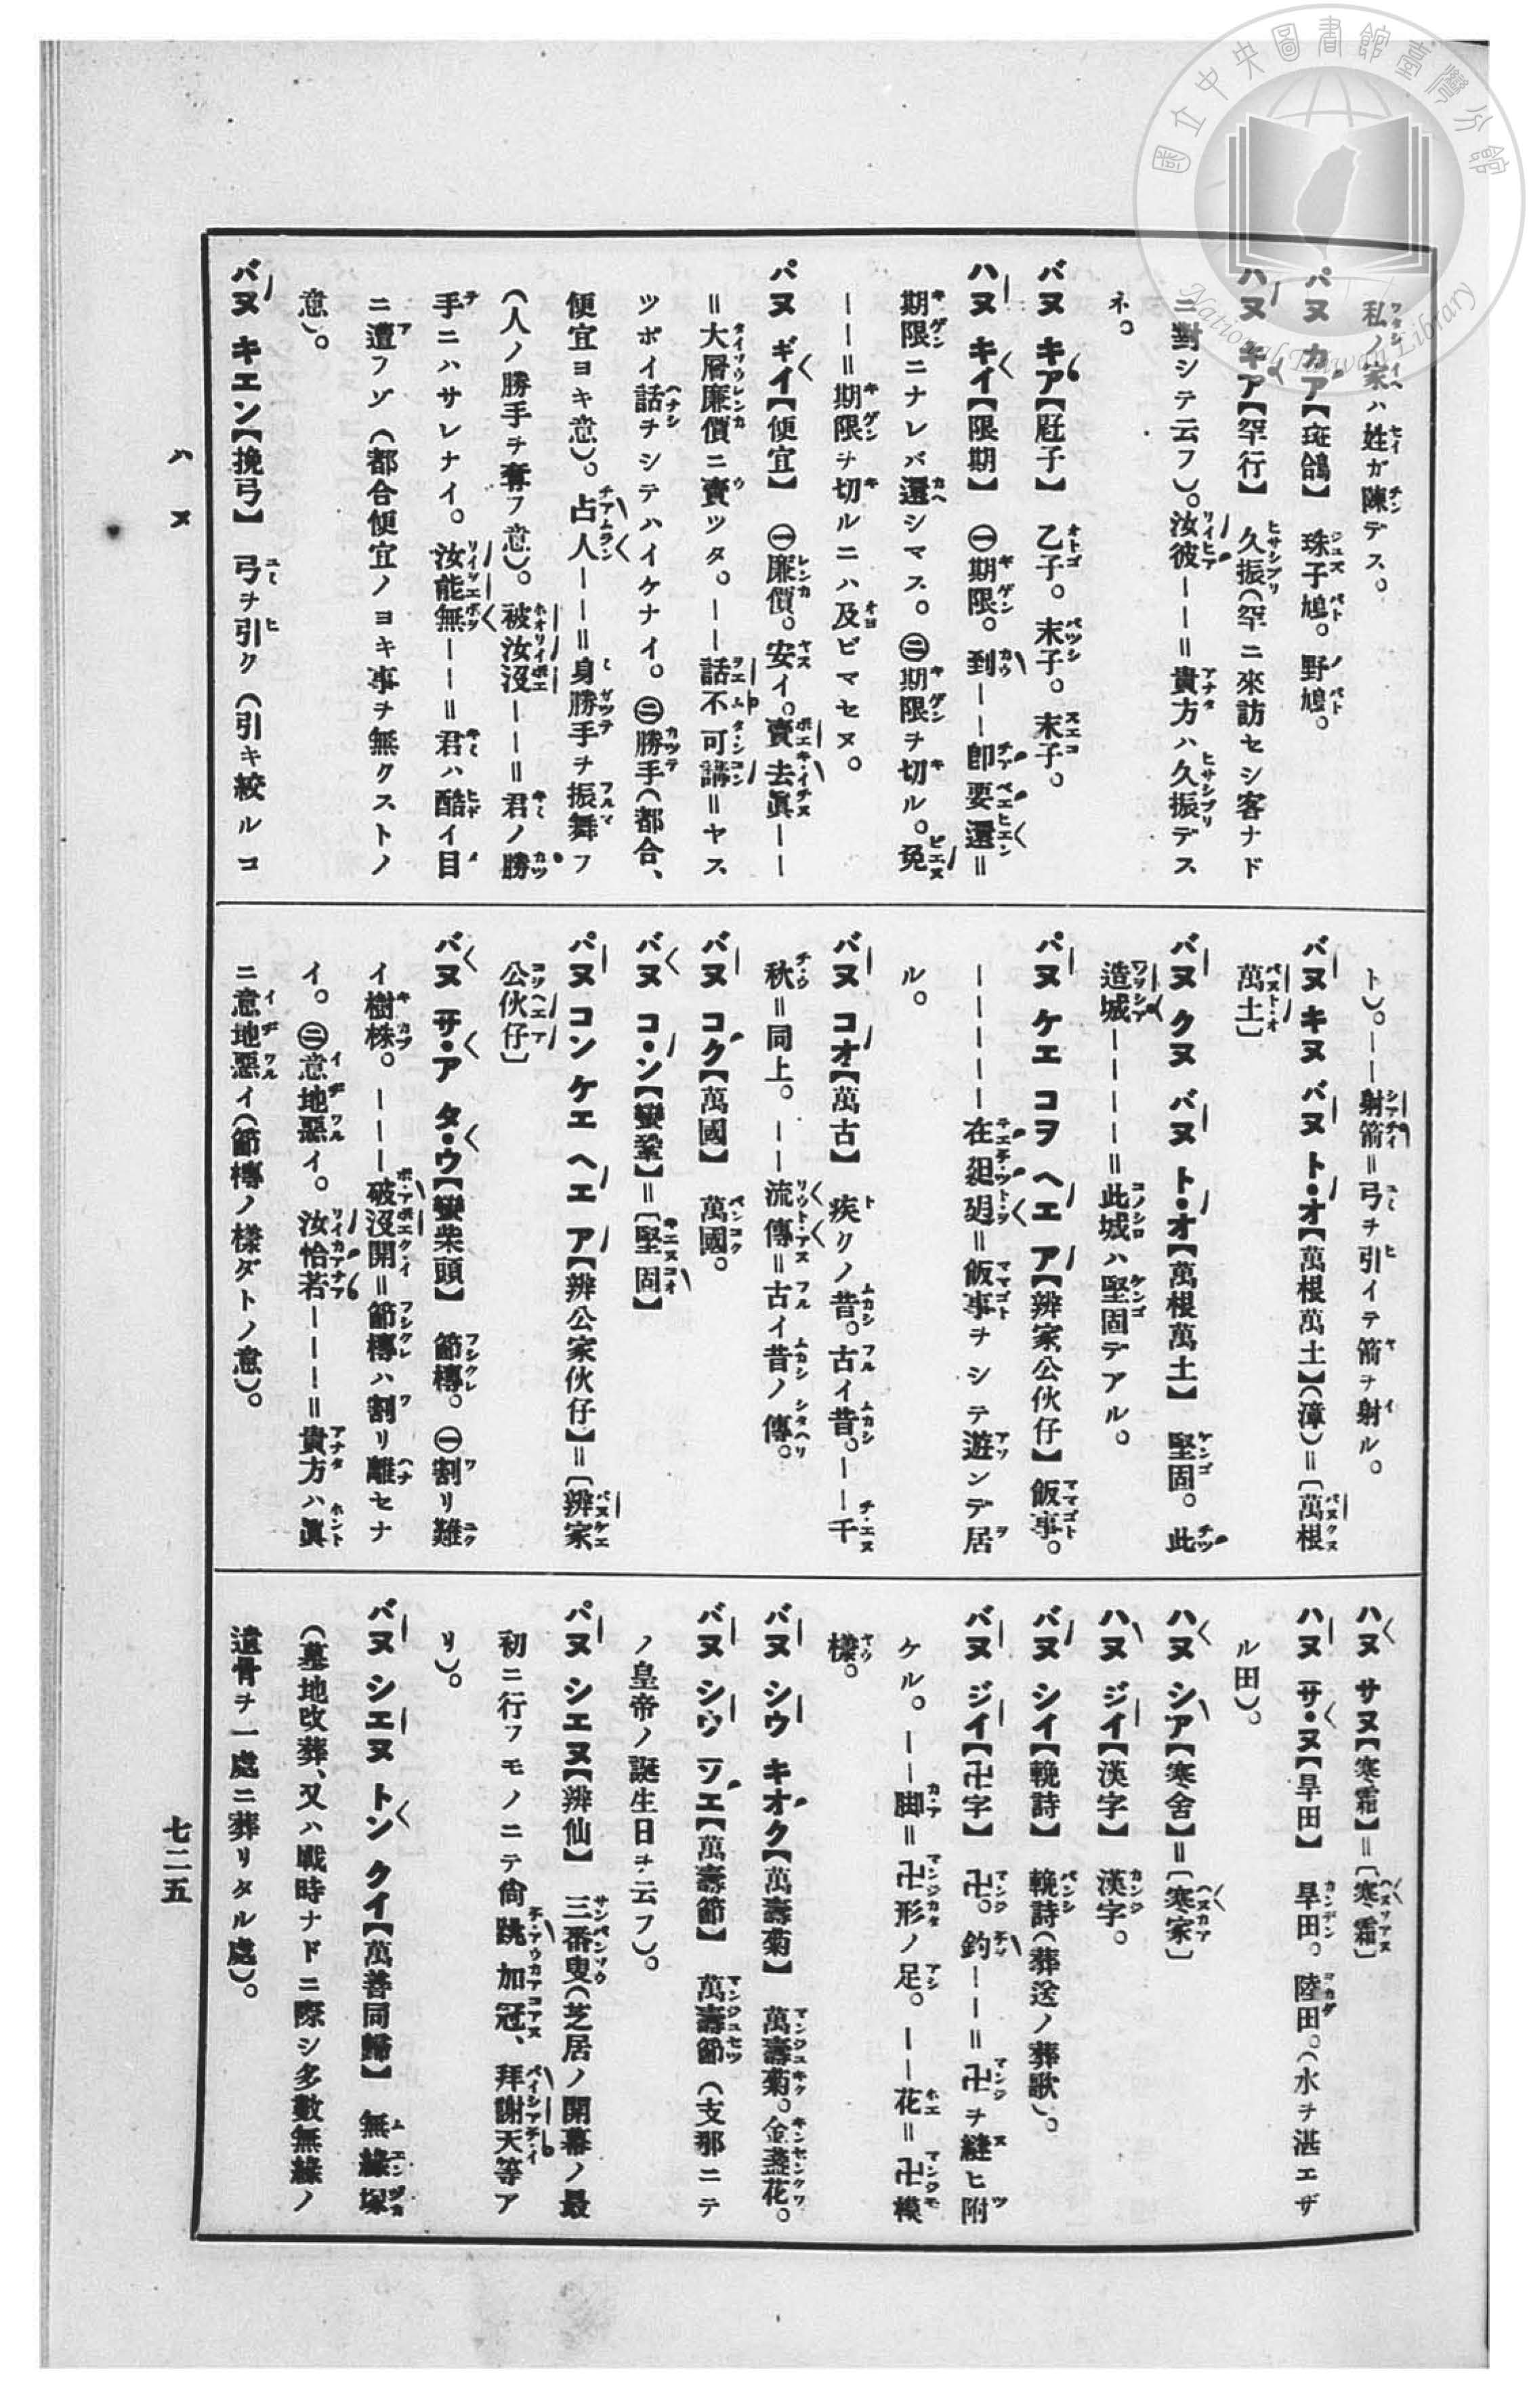 私ノ家ハ姓ガ陳デス。
パヌ カア【斑鴿】 珠子鳩。野鳩。
ハヌ キア【罕行】 久振(罕ニ來訪セシ客ナド
ニ對シテ云フ)。汝彼——＝貴方ハ久振デス
ネ。
バヌ キア【屘子】 乙子。末子。末子。
ハヌ キイ【限期】 ㊀期限。到——卽要還＝
期限ニナレバ還シマス。㊁期限ヲ切ル。免
——＝期限ヲ切ルニハ及ビマセヌ。
パヌ ギイ【便宜】 ㊀廉價。安イ。賣去眞——
＝大層廉價ニ賣ツタ。——話不可講＝ヤス
ツポイ話チシテハイケナイ。㊁勝手(都合、
便宜ヨキ意)。占人——＝身勝手ヲ振舞フ
(人ノ勝手ヲ奪フ意)。被汝沒——＝君ノ勝
手ニハサレナイ。汝能無——＝君ハ酷イ目
ニ遭フゾ(都合便宜ノヨキ事ヲ無クストノ
意)。
バヌ キエン【挽弓】 弓ヲ引ク(引キ絞ルコ
ト)。——射箭＝弓ヲ引イテ箭ヲ射ル。
バヌ キヌ バヌ ト・オ【萬根萬土】(漳)＝〔萬根
萬土〕
バヌ クヌ バヌ ト・オ【萬根萬土】 堅固。此
造城————＝此城ハ堅固デアル。
パヌ ケエ コヲ ヘエ ア【辨家公伙仔】 飯事。
—————在𨑨迌＝飯事ヲシテ遊ンデ居
ル。
バヌ コオ【萬古】 疾クノ昔。古イ昔。——千
秋＝同上。——流傳＝古イ昔ノ傳。
バヌ コク【萬國】 萬國。
バヌ コ・ン【蠻鞏】＝〔堅固】
パヌ コン ケエ ヘエ ア【辨公家伙仔】＝〔辨家
公伙仔〕
バヌ サ・ア タ・ウ【蠻柴頭】 節榑。㊀割リ難
イ樹株。———破沒開＝節榑ハ割リ離セナ
イ。㊁意地惡イ。汝恰若———＝貴方ハ眞
ニ意地惡イ(節榑ノ樣ダトノ意)。
ハヌ サヌ【寒霜】＝〔寒霜〕
ハヌ サ・ヌ【旱田】 旱田。陸田。(水ヲ湛エザ
ル田)。
ハヌ シア【寒舍】＝〔寒家〕
ハヌ ジイ【漢字】 漢字。
バヌ シイ【輓詩】 輓詩(葬送ノ葬歌)。
バヌ ジイ【卍字】 卍。釣——＝卍ヲ縫ヒ附
ケル。——脚＝卍形ノ足。——花＝卍模
樣。
バヌ シウ キオク【萬壽菊】 萬壽菊。金盞花。
バヌ シウ ツエ【萬壽節】 萬壽節(支那ニテ
ノ皇帝ノ誕生日ヲ云フ)。
パヌ シエヌ【辨仙】 三番叟(芝居ノ開幕ノ最
初ニ行フモノニテ尙跳加冠、拜謝天等ア
リ)。
バヌ シエヌ トン クイ【萬善同歸】 無緣塚
(墓地改葬、又ハ戰時ナドニ際シ多數無緣ノ
遺骨ヲ一處ニ葬リタル處)。
ハヌ
七二五
國立中央圖書館臺灣分館
National Taiwan Library